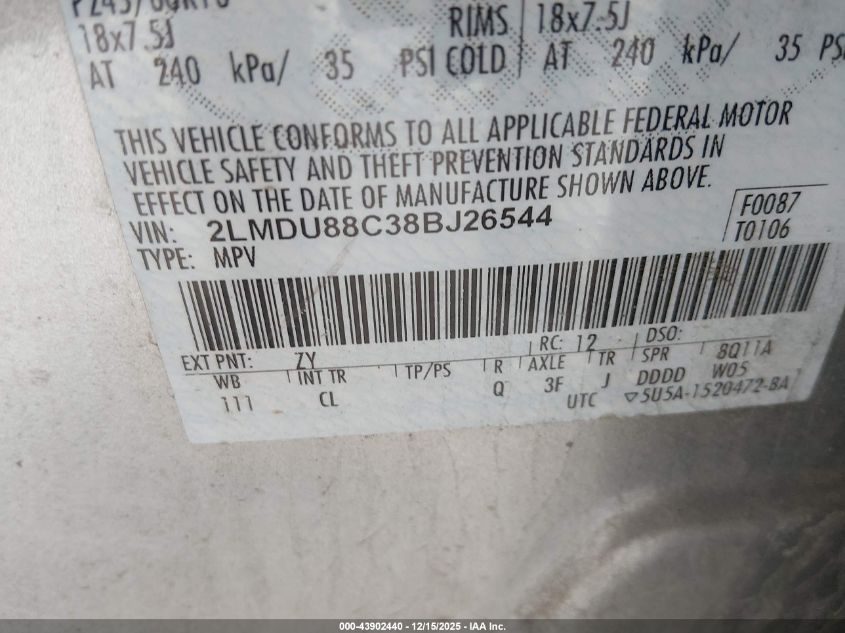 18x7.5J RIMS 18x7.5J
AT 240 kPa/ 35 PSI COLD AT 240 kPa/ 35 PSI
THIS VEHICLE CONFORMS TO ALL APPLICABLE FEDERAL MOTOR
VEHICLE SAFETY AND THEFT PREVENTION STANDARDS IN
EFFECT ON THE DATE OF MANUFACTURE SHOWN ABOVE.
VIN: 2LMDU88C38BJ26544 F0087
TYPE: MPV T0106
EXT PNT: ZY RC: 12 DSO:
WB INT TR TP/PS R AXLE TR SPR 8Q11A
111 CL Q 3F J DDDD W05
UTC ▽5U5A-1520472-BA
000-43902440 - 12/15/2025 - IAA Inc.